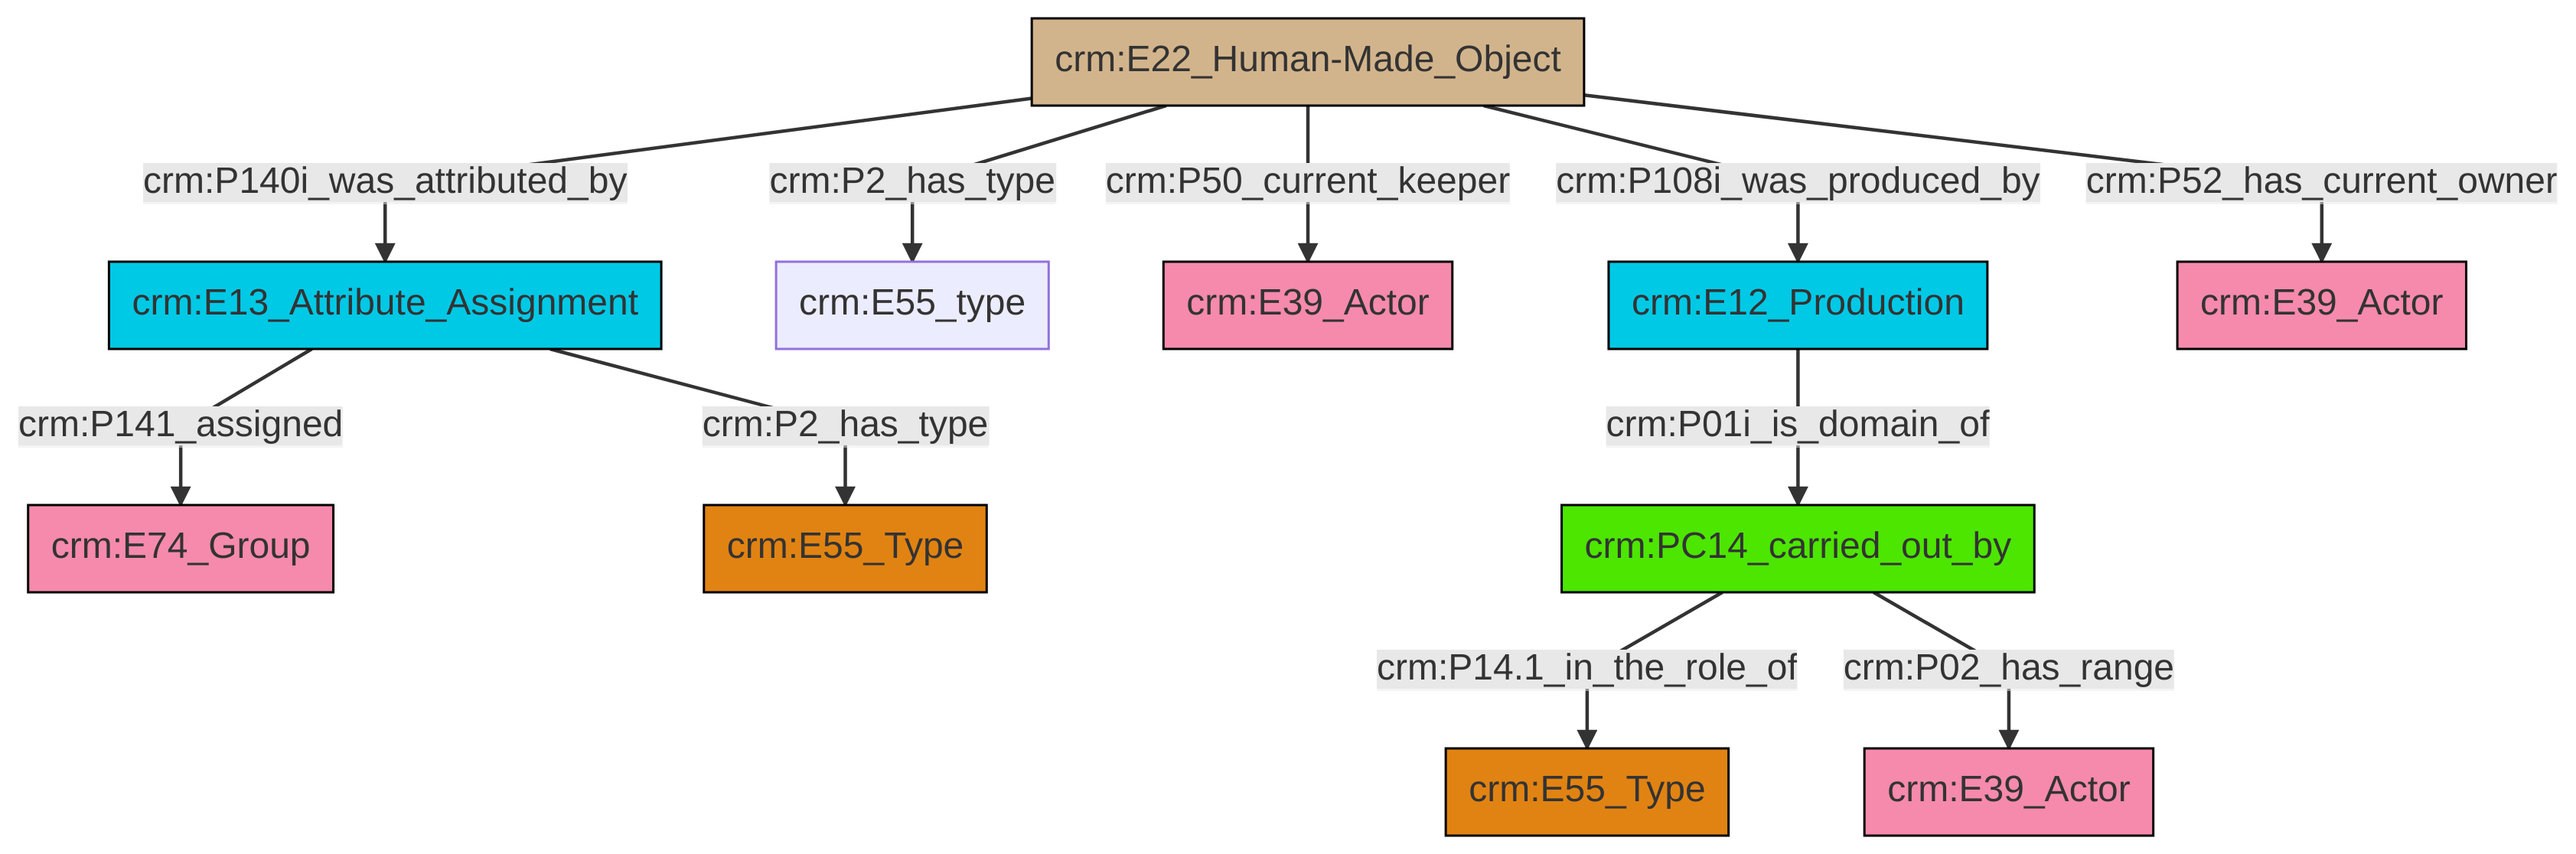 crm:E22_Human-Made_Object
crm:P140i_was_attributed_by
crm:P2_has_type
crm:P50_current_keeper
crm:P108i_was_produced_by
crm:P52_has_current_owner
crm:E13_Attribute_Assignment
crm:E55_type
crm:E39_Actor
crm:E12_Production
crm:E39_Actor
crm:P141_assigned
crm:P2_has_type
crm:P01i_is_domain_of
crm:E74_Group
crm:E55_Type
crm:PC14_carried_out_by
crm:P14.1_in_the_role_of
crm:P02_has_range
crm:E55_Type
crm:E39_Actor